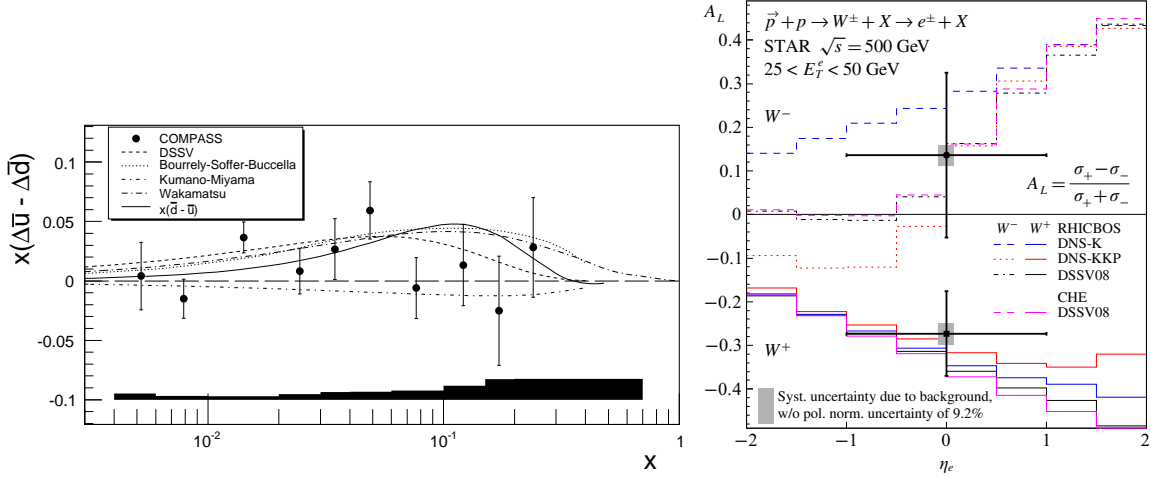 x(Δu̅ - Δd̅)
0.1
0.05
0
-0.05
-0.1
COMPASS
DSSV
Bourrely-Soffer-Buccella
Kumano-Miyama
Wakamatsu
x(d̅ - u̅)
10⁻²
10⁻¹
1
x
A_L
0.4
0.3
0.2
0.1
0
−0.1
−0.2
−0.3
−0.4
p⃗ + p → W± + X → e± + X
STAR √s = 500 GeV
25 < E_T^e < 50 GeV
W−
A_L = (σ₊ − σ₋)/(σ₊ + σ₋)
W− W+ RHICBOS
DNS-K
DNS-KKP
DSSV08
CHE
DSSV08
W+
Syst. uncertainty due to background,
w/o pol. norm. uncertainty of 9.2%
−2
−1
0
1
2
η_e